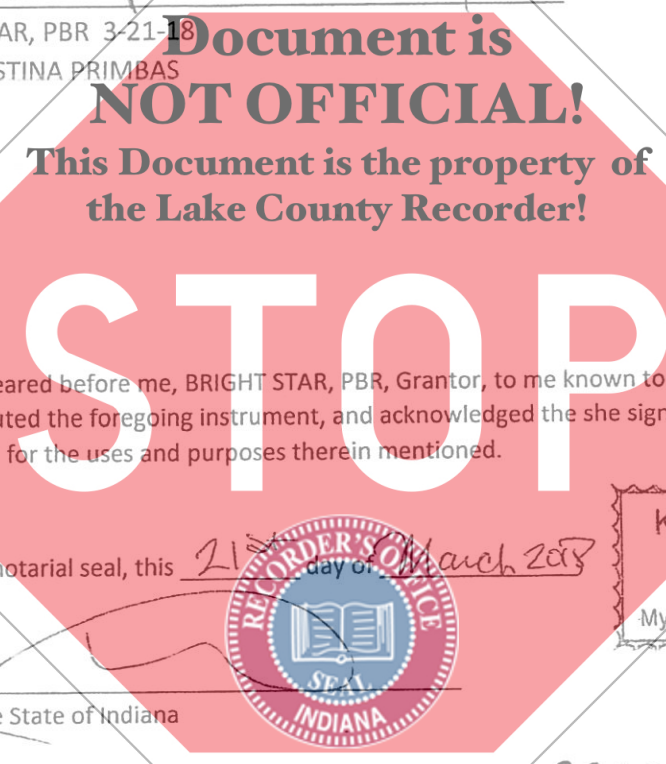 AR, PBR 3-21-18
STINA PRIMBAS
Document is
NOT OFFICIAL!
This Document is the property of
the Lake County Recorder!
STOP
eared before me, BRIGHT STAR, PBR, Grantor, to me known to
uted the foregoing instrument, and acknowledged the she sign
for the uses and purposes therein mentioned.
K
notarial seal, this 21st day of March 2018
My
RECORDER'S OFFICE
SEAL
INDIANA
e State of Indiana